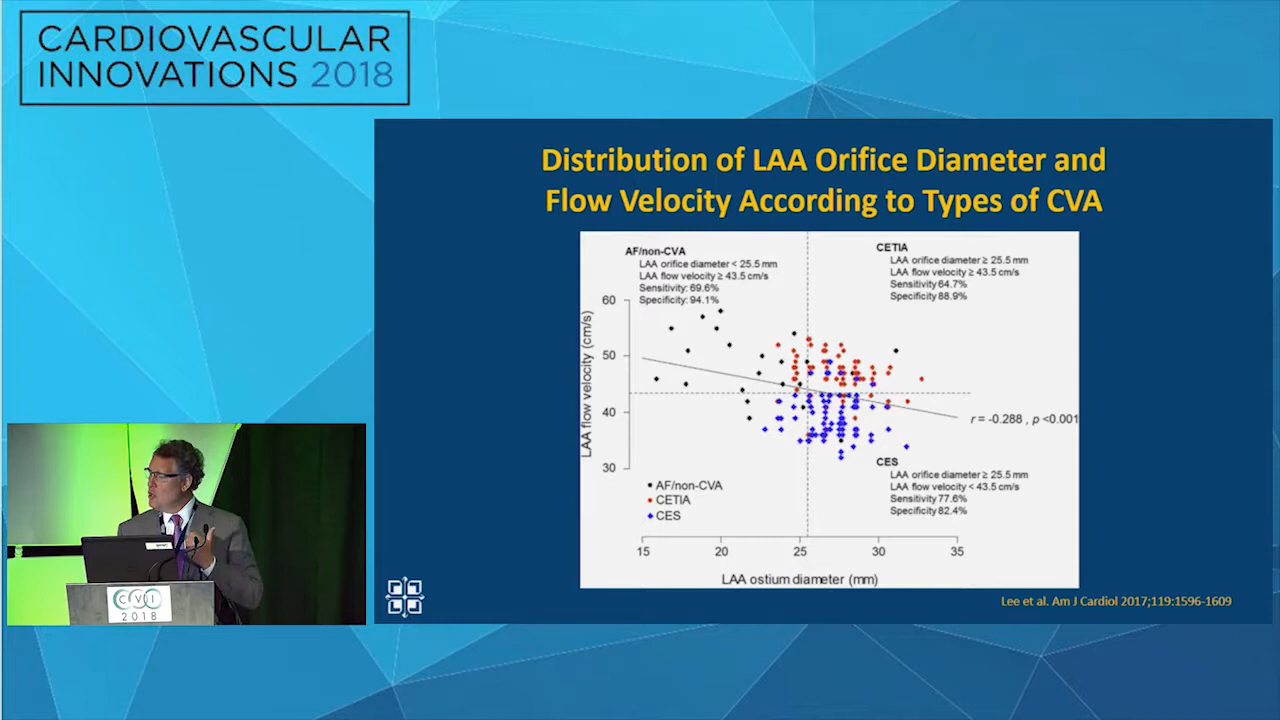 CARDIOVASCULAR
INNOVATIONS 2018
Distribution of LAA Orifice Diameter and
Flow Velocity According to Types of CVA
AF/non-CVA
LAA orifice diameter < 25.5 mm
LAA flow velocity ≥ 43.5 cm/s
Sensitivity: 69.6%
Specificity: 94.1%
CETIA
LAA orifice diameter ≥ 25.5 mm
LAA flow velocity ≥ 43.5 cm/s
Sensitivity 64.7%
Specificity 88.9%
LAA flow velocity (cm/s)
60
50
40
30
r = -0.288 , p <0.001
CES
LAA orifice diameter ≥ 25.5 mm
LAA flow velocity < 43.5 cm/s
Sensitivity 77.6%
Specificity 82.4%
AF/non-CVA
CETIA
CES
15 20 25 30 35
LAA ostium diameter (mm)
Lee et al. Am J Cardiol 2017;119:1596-1609
CVI
2018